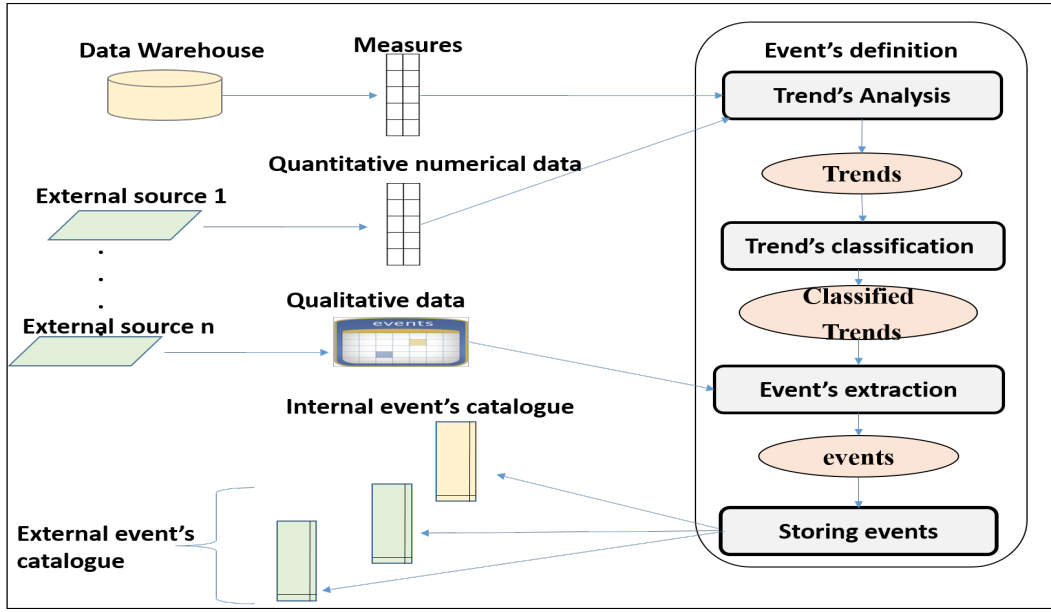 Data Warehouse
Measures
Event's definition
Trend's Analysis
Quantitative numerical data
Trends
External source 1
Trend's classification
Qualitative data
Classified
Trends
External source n
events
Event's extraction
Internal event's catalogue
events
External event's
catalogue
Storing events